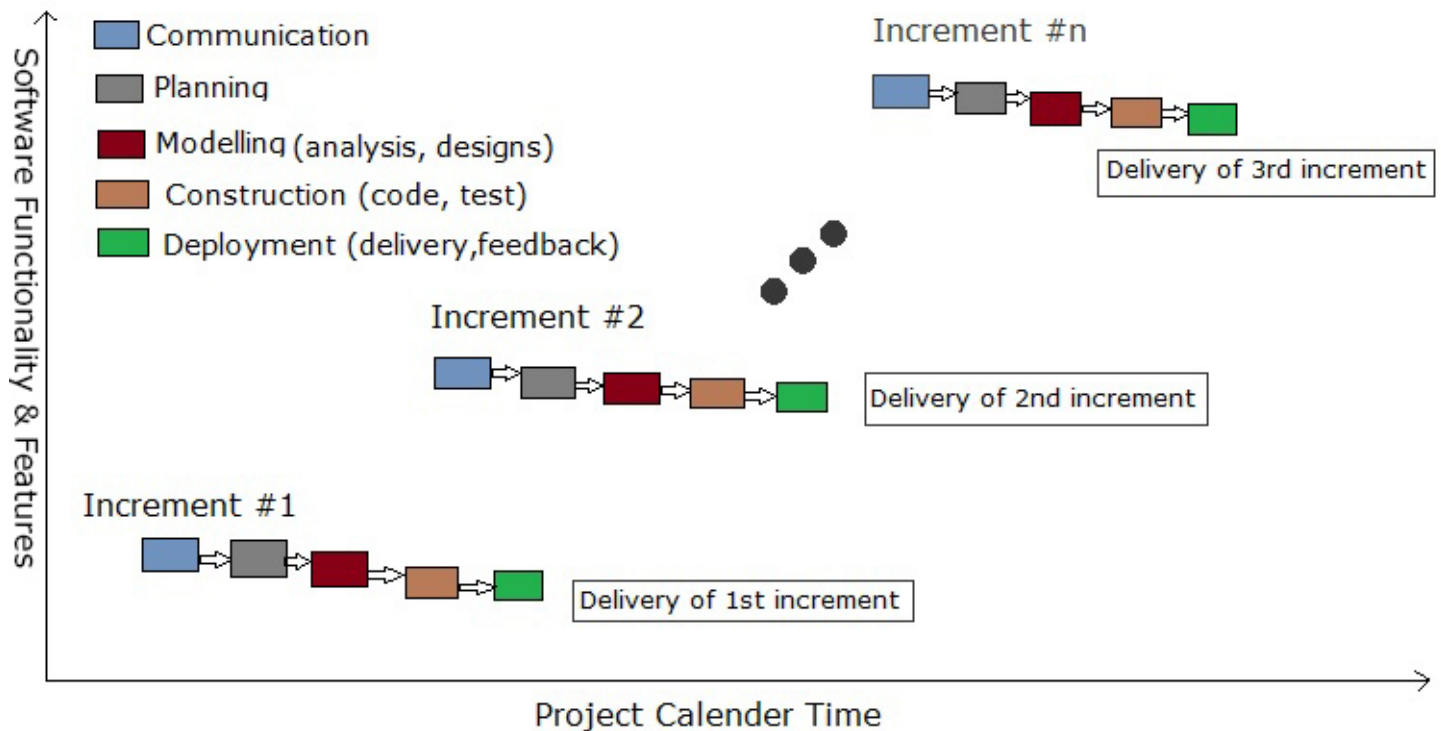 Software Functionality & Features
Communication
Planning
Modelling (analysis, designs)
Construction (code, test)
Deployment (delivery,feedback)
Increment #n
Delivery of 3rd increment
Increment #2
Delivery of 2nd increment
Increment #1
Delivery of 1st increment
Project Calender Time